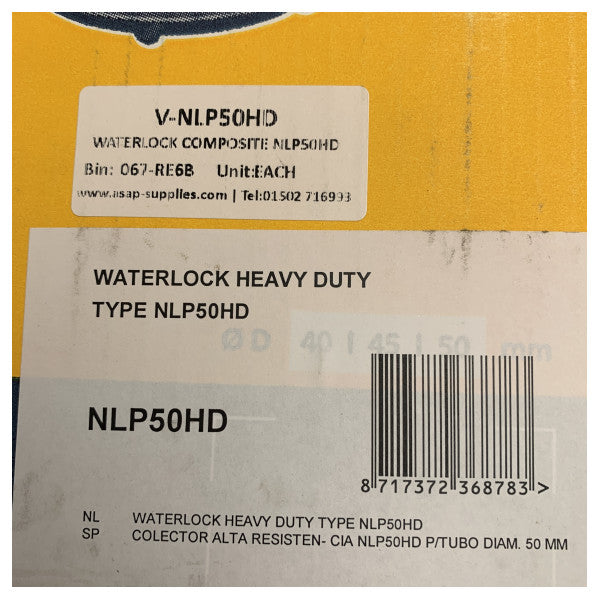 V-NLP50HD
WATERLOCK COMPOSITE NLP50HD
Bin: 067-RE6B Unit:EACH
www.asap-supplies.com | Tel:01502 716993
WATERLOCK HEAVY DUTY
TYPE NLP50HD
Ø D 40 | 45 | 50 mm
NLP50HD
8 717372 368783 >
NL WATERLOCK HEAVY DUTY TYPE NLP50HD
SP COLECTOR ALTA RESISTEN- CIA NLP50HD P/TUBO DIAM. 50 MM